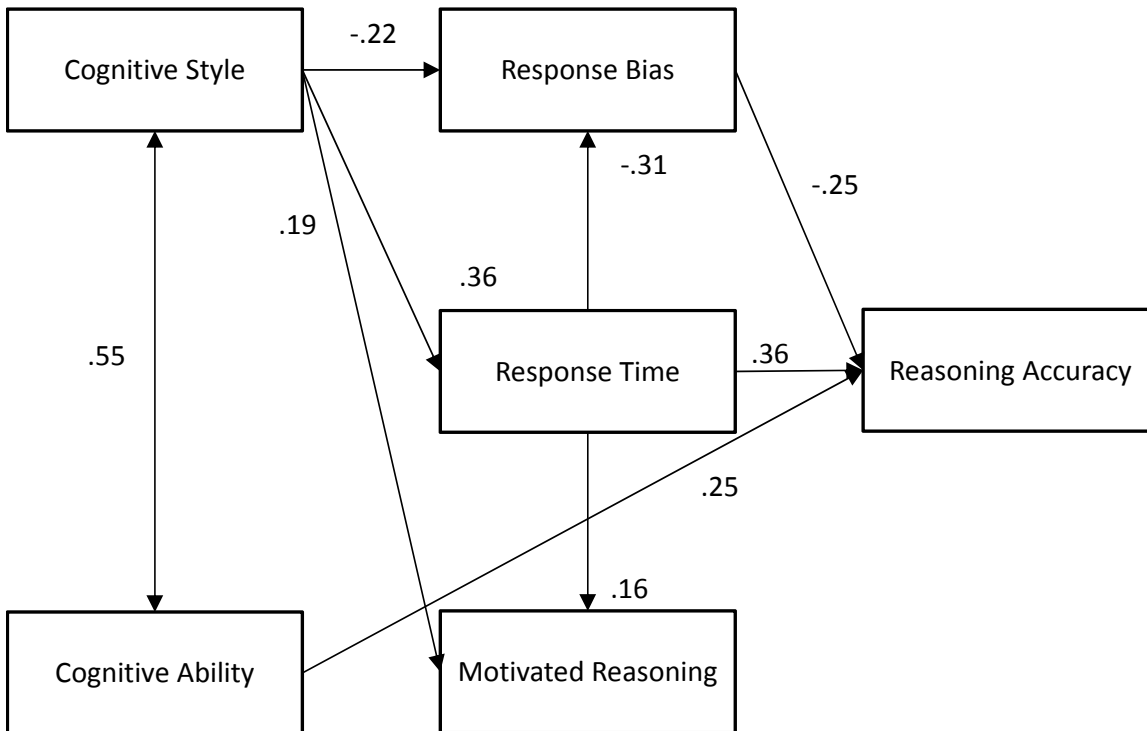 -.22
Cognitive Style
Response Bias
-.31
-.25
.19
.36
.55
Response Time
.36
Reasoning Accuracy
.25
.16
Cognitive Ability
Motivated Reasoning